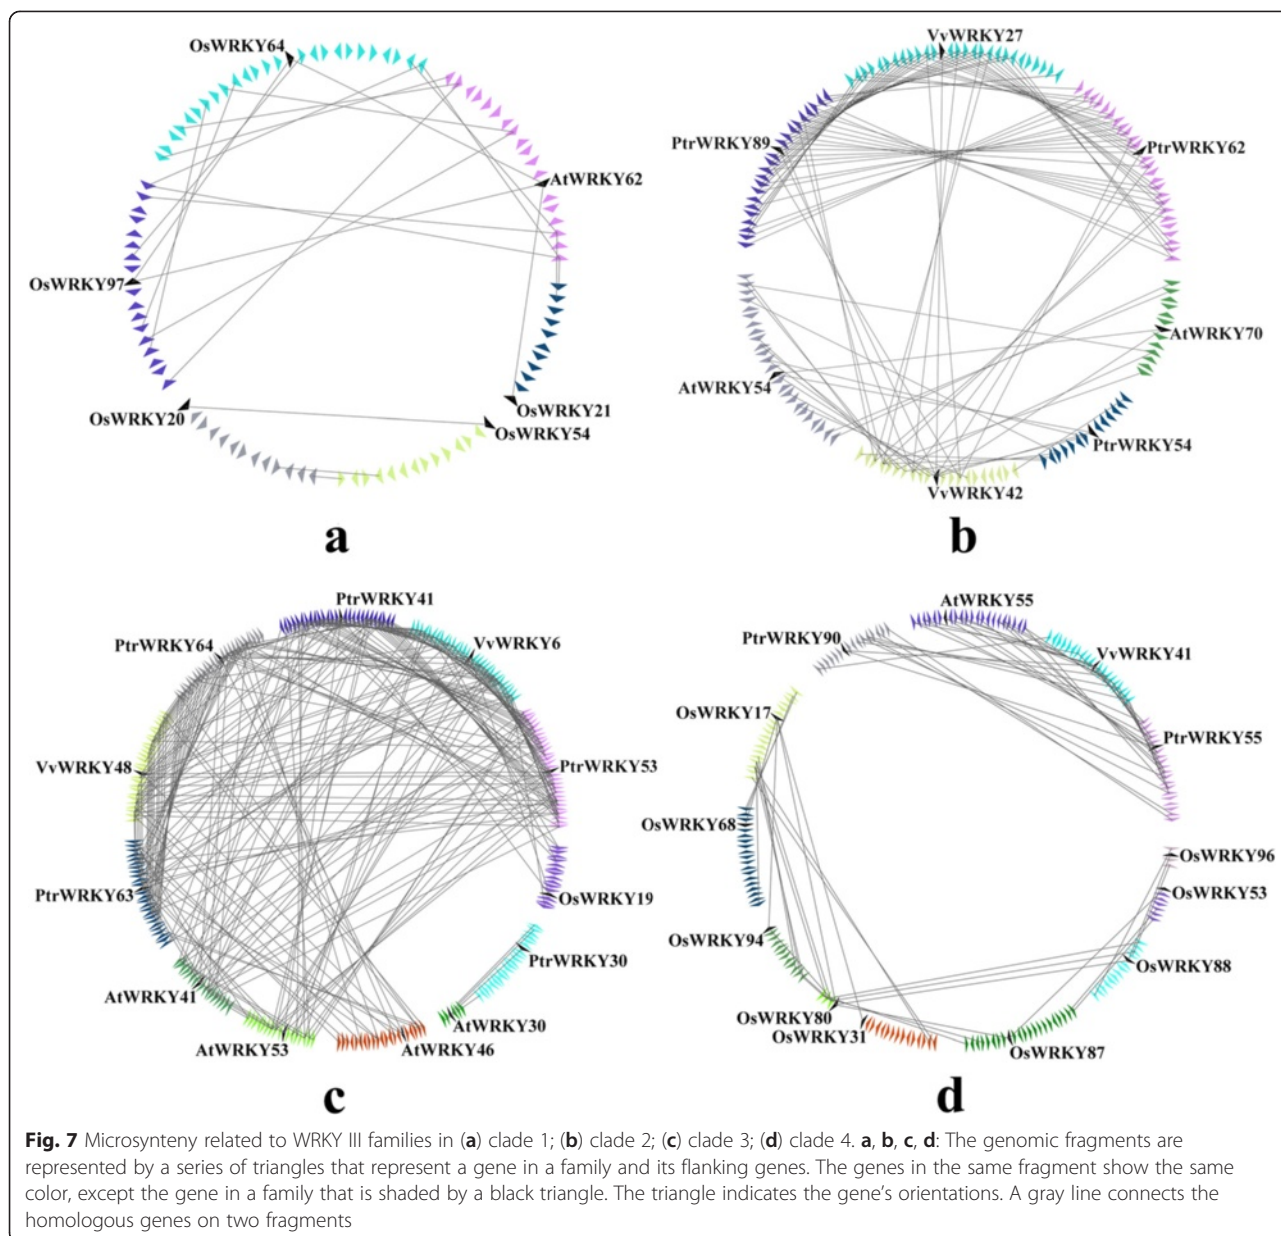 OsWRKY64
AtWRKY62
OsWRKY97
OsWRKY20
OsWRKY21
OsWRKY54
a
VvWRKY27
PtrWRKY89
PtrWRKY62
AtWRKY70
AtWRKY54
PtrWRKY54
VvWRKY42
b
PtrWRKY41
PtrWRKY64
VvWRKY6
VvWRKY48
PtrWRKY53
PtrWRKY63
OsWRKY19
PtrWRKY30
AtWRKY41
AtWRKY30
AtWRKY53
AtWRKY46
c
AtWRKY55
PtrWRKY90
VvWRKY41
OsWRKY17
PtrWRKY55
OsWRKY68
OsWRKY96
OsWRKY53
OsWRKY94
OsWRKY88
OsWRKY80
OsWRKY31
OsWRKY87
d
Fig. 7 Microsynteny related to WRKY III families in (a) clade 1; (b) clade 2; (c) clade 3; (d) clade 4. a, b, c, d: The genomic fragments are
represented by a series of triangles that represent a gene in a family and its flanking genes. The genes in the same fragment show the same
color, except the gene in a family that is shaded by a black triangle. The triangle indicates the gene's orientations. A gray line connects the
homologous genes on two fragments